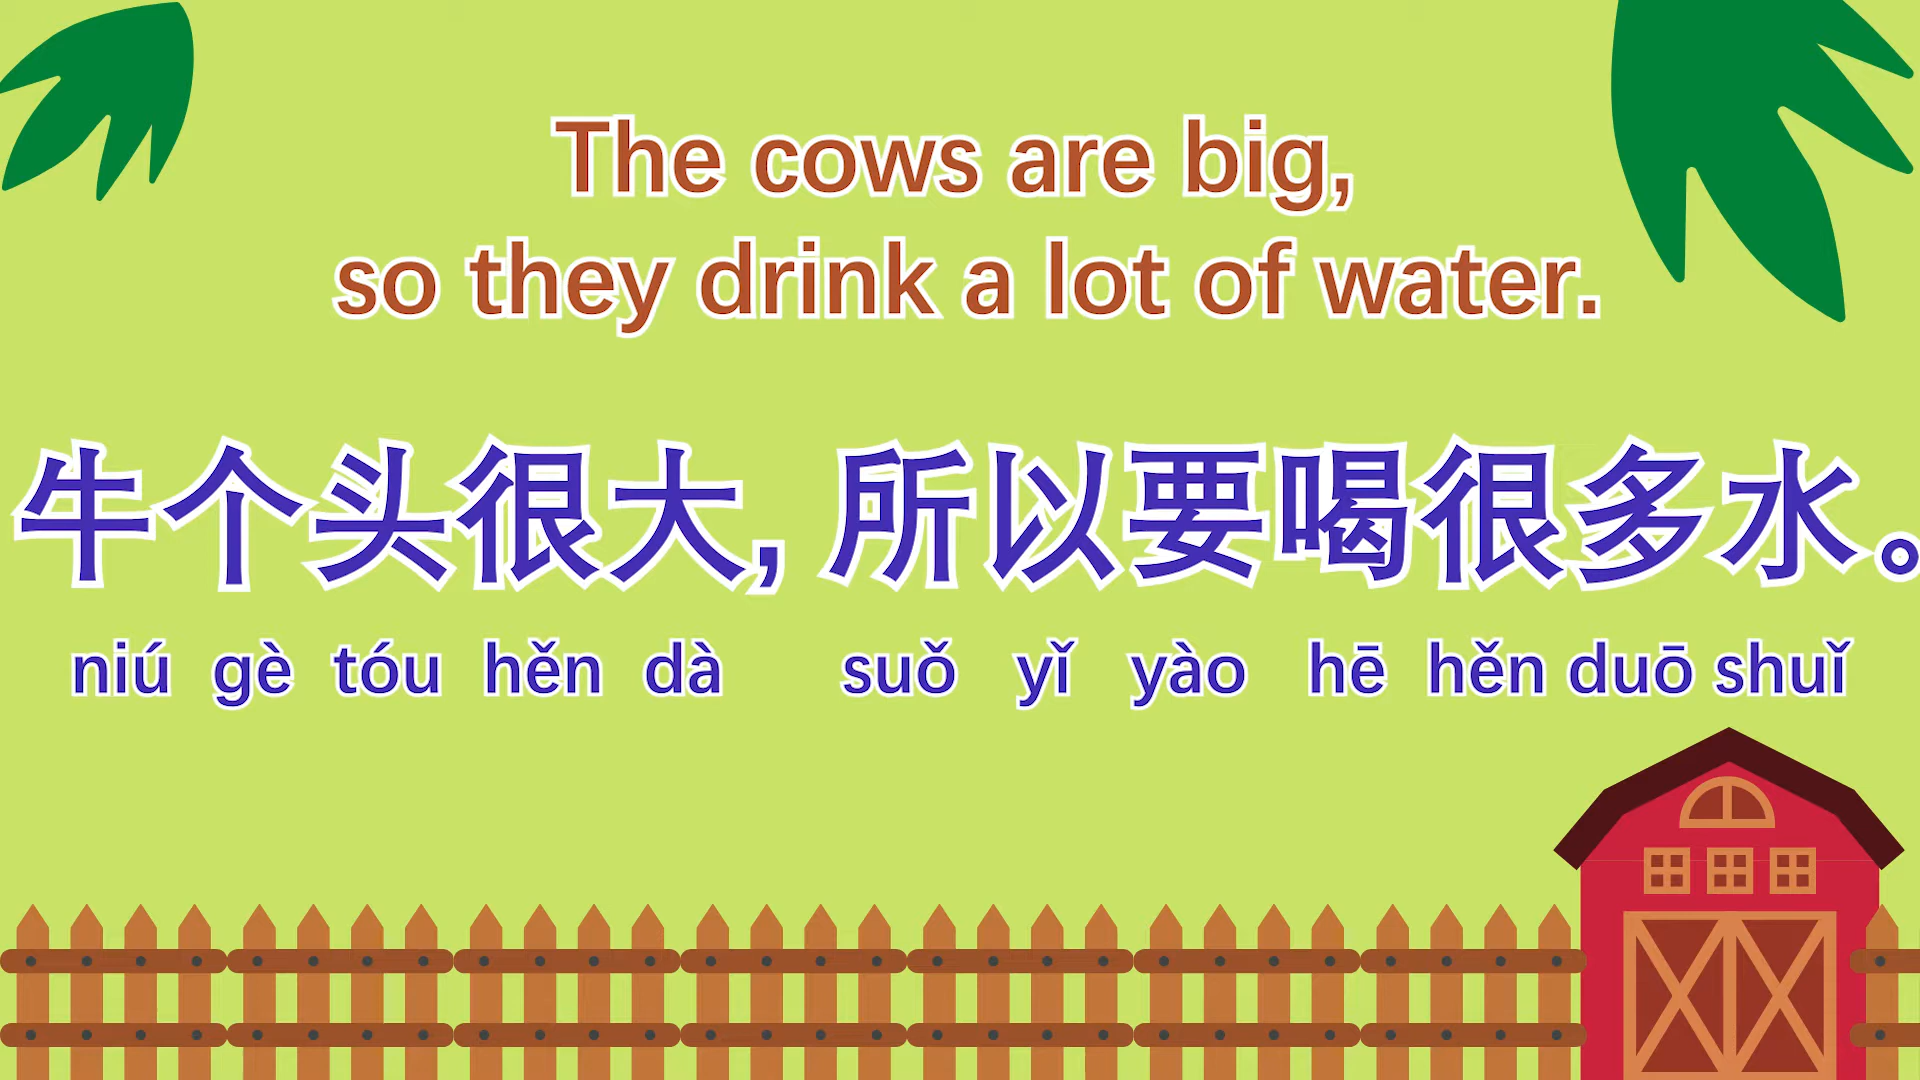 The cows are big,
so they drink a lot of water.
牛个头很大, 所以要喝很多水。
niú gè tóu hěn dà suǒ yǐ yào hē hěn duō shuǐ